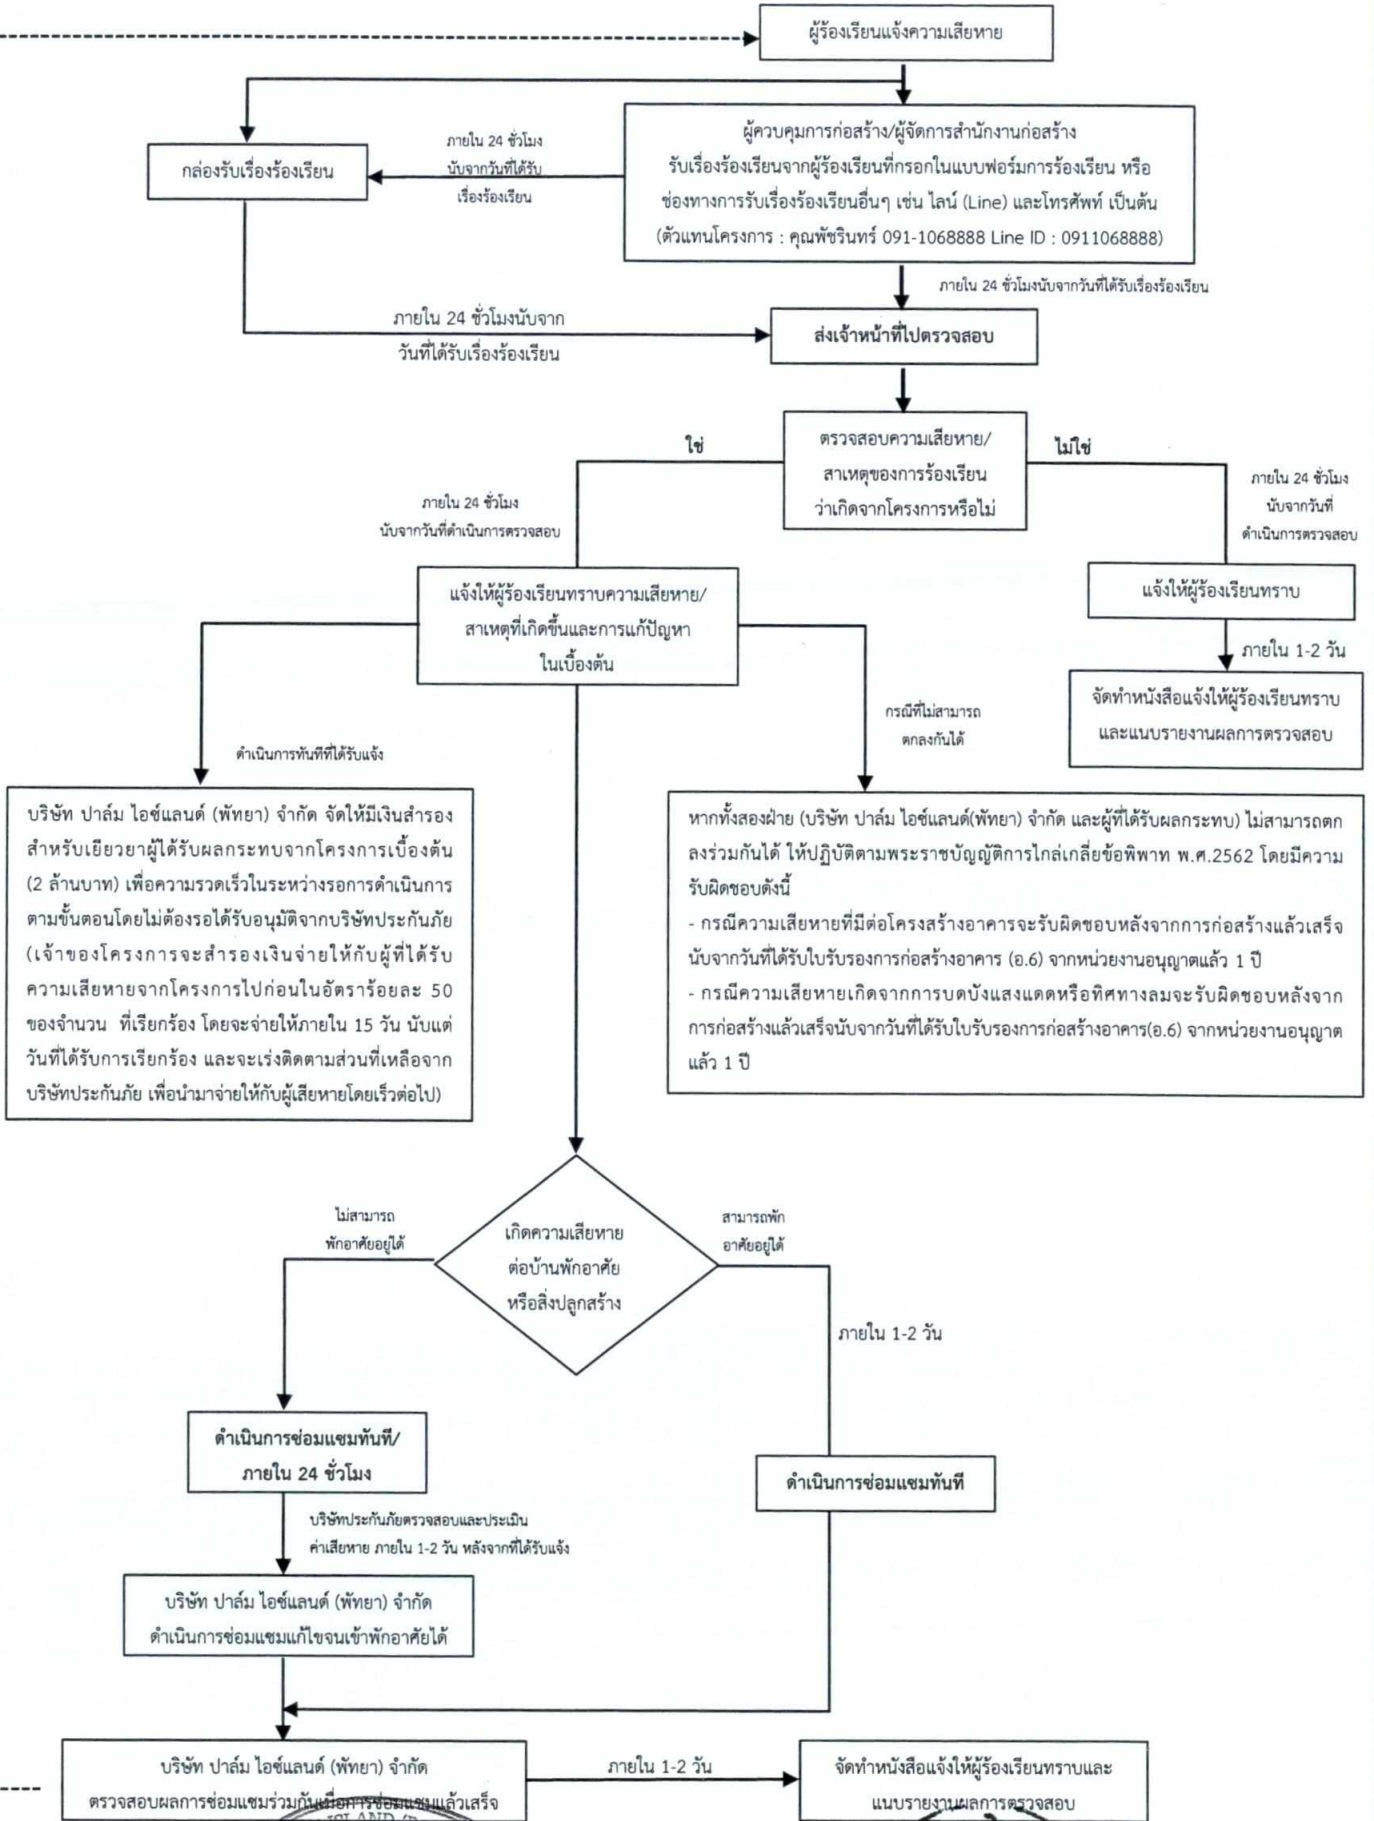 ผู้ร้องเรียนแจ้งความเสียหาย
ผู้ควบคุมการก่อสร้าง/ผู้จัดการสำนักงานก่อสร้าง
รับเรื่องร้องเรียนจากผู้ร้องเรียนที่กรอกในแบบฟอร์มการร้องเรียน หรือ
ช่องทางการรับเรื่องร้องเรียนอื่นๆ เช่น ไลน์ (Line) และโทรศัพท์ เป็นต้น
(ตัวแทนโครงการ : คุณพัชรินทร์ 091-1068888 Line ID : 0911068888)
ภายใน 24 ชั่วโมง
นับจากวันที่ได้รับ
เรื่องร้องเรียน
กล่องรับเรื่องร้องเรียน
ภายใน 24 ชั่วโมงนับจากวันที่ได้รับเรื่องร้องเรียน
ภายใน 24 ชั่วโมงนับจาก
วันที่ได้รับเรื่องร้องเรียน
ส่งเจ้าหน้าที่ไปตรวจสอบ
ตรวจสอบความเสียหาย/
สาเหตุของการร้องเรียน
ว่าเกิดจากโครงการหรือไม่
ใช่
ไม่ใช่
ภายใน 24 ชั่วโมง
นับจากวันที่ดำเนินการตรวจสอบ
ภายใน 24 ชั่วโมง
นับจากวันที่
ดำเนินการตรวจสอบ
แจ้งให้ผู้ร้องเรียนทราบความเสียหาย/
สาเหตุที่เกิดขึ้นและการแก้ปัญหา
ในเบื้องต้น
แจ้งให้ผู้ร้องเรียนทราบ
ภายใน 1-2 วัน
จัดทำหนังสือแจ้งให้ผู้ร้องเรียนทราบ
และแนบรายงานผลการตรวจสอบ
กรณีที่ไม่สามารถ
ตกลงกันได้
ดำเนินการทันทีที่ได้รับแจ้ง
บริษัท ปาล์ม ไอซ์แลนด์ (พัทยา) จำกัด จัดให้มีเงินสำรอง
สำหรับเยียวยาผู้ได้รับผลกระทบจากโครงการเบื้องต้น
(2 ล้านบาท) เพื่อความรวดเร็วในระหว่างรอการดำเนินการ
ตามขั้นตอนโดยไม่ต้องรอได้รับอนุมัติจากบริษัทประกันภัย
(เจ้าของโครงการจะสำรองเงินจ่ายให้กับผู้ที่ได้รับ
ความเสียหายจากโครงการไปก่อนในอัตราร้อยละ 50
ของจำนวน ที่เรียกร้อง โดยจะจ่ายให้ภายใน 15 วัน นับแต่
วันที่ได้รับการเรียกร้อง และจะเร่งติดตามส่วนที่เหลือจาก
บริษัทประกันภัย เพื่อนำมาจ่ายให้กับผู้เสียหายโดยเร็วต่อไป)
หากทั้งสองฝ่าย (บริษัท ปาล์ม ไอซ์แลนด์(พัทยา) จำกัด และผู้ที่ได้รับผลกระทบ) ไม่สามารถตก
ลงร่วมกันได้ ให้ปฏิบัติตามพระราชบัญญัติการไกล่เกลี่ยข้อพิพาท พ.ศ.2562 โดยมีความ
รับผิดชอบดังนี้
- กรณีความเสียหายที่มีต่อโครงสร้างอาคารจะรับผิดชอบหลังจากการก่อสร้างแล้วเสร็จ
นับจากวันที่ได้รับใบรับรองการก่อสร้างอาคาร (อ.6) จากหน่วยงานอนุญาตแล้ว 1 ปี
- กรณีความเสียหายเกิดจากการบดบังแสงแดดหรือทิศทางลมจะรับผิดชอบหลังจาก
การก่อสร้างแล้วเสร็จนับจากวันที่ได้รับใบรับรองการก่อสร้างอาคาร(อ.6) จากหน่วยงานอนุญาต
แล้ว 1 ปี
ไม่สามารถ
พักอาศัยอยู่ได้
เกิดความเสียหาย
ต่อบ้านพักอาศัย
หรือสิ่งปลูกสร้าง
สามารถพัก
อาศัยอยู่ได้
ภายใน 1-2 วัน
ดำเนินการซ่อมแซมทันที/
ภายใน 24 ชั่วโมง
ดำเนินการซ่อมแซมทันที
บริษัทประกันภัยตรวจสอบและประเมิน
ค่าเสียหาย ภายใน 1-2 วัน หลังจากที่ได้รับแจ้ง
บริษัท ปาล์ม ไอซ์แลนด์ (พัทยา) จำกัด
ดำเนินการซ่อมแซมแก้ไขจนเข้าพักอาศัยได้
บริษัท ปาล์ม ไอซ์แลนด์ (พัทยา) จำกัด
ตรวจสอบผลการซ่อมแซมร่วมกันเมื่อการซ่อมแซมแล้วเสร็จ
ภายใน 1-2 วัน
จัดทำหนังสือแจ้งให้ผู้ร้องเรียนทราบและ
แนบรายงานผลการตรวจสอบ